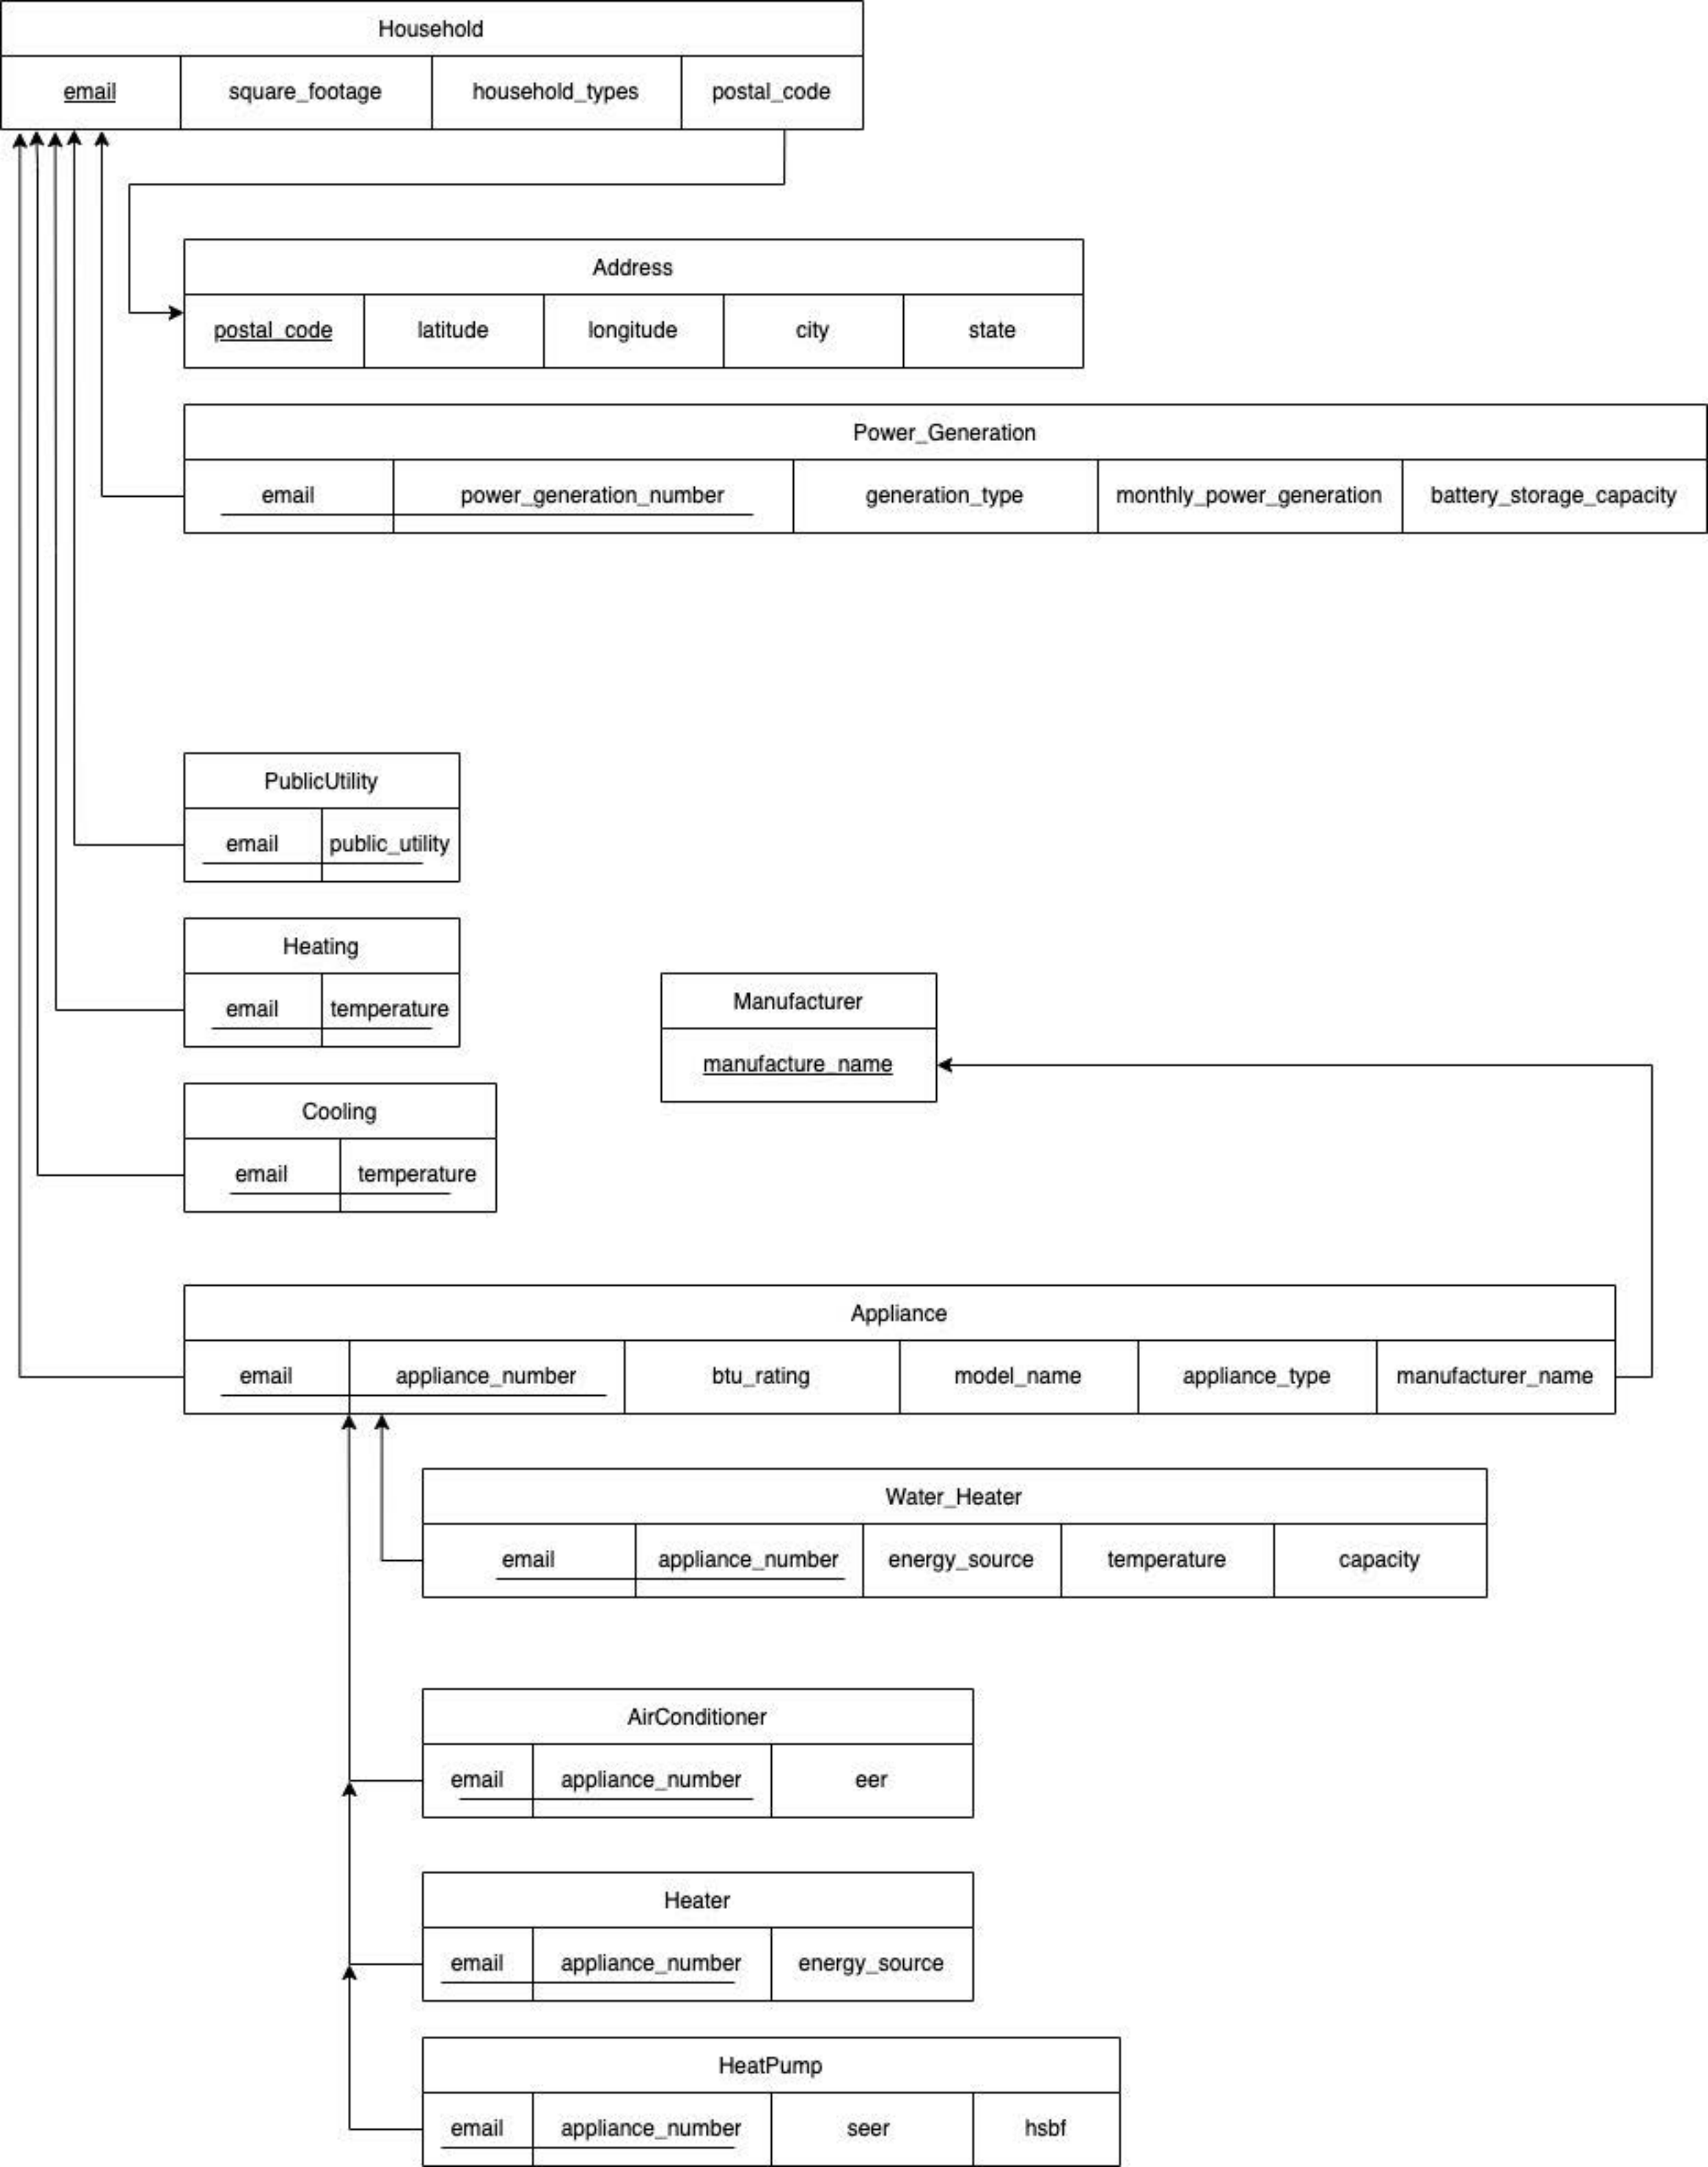 Household
email square_footage household_types postal_code
Address
postal_code latitude longitude city state
Power_Generation
email power_generation_number generation_type monthly_power_generation battery_storage_capacity
PublicUtility
email public_utility
Heating
email temperature
Manufacturer
manufacture_name
Cooling
email temperature
Appliance
email appliance_number btu_rating model_name appliance_type manufacturer_name
Water_Heater
email appliance_number energy_source temperature capacity
AirConditioner
email appliance_number eer
Heater
email appliance_number energy_source
HeatPump
email appliance_number seer hsbf